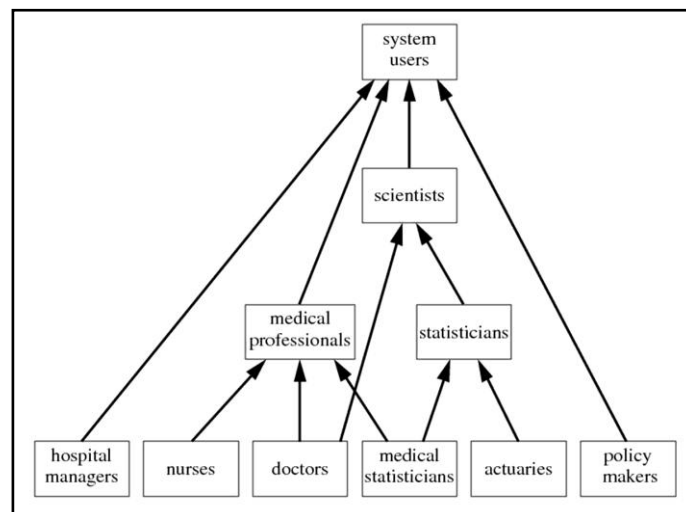 system
users
scientists
medical
professionals
statisticians
hospital
managers
nurses
doctors
medical
statisticians
actuaries
policy
makers